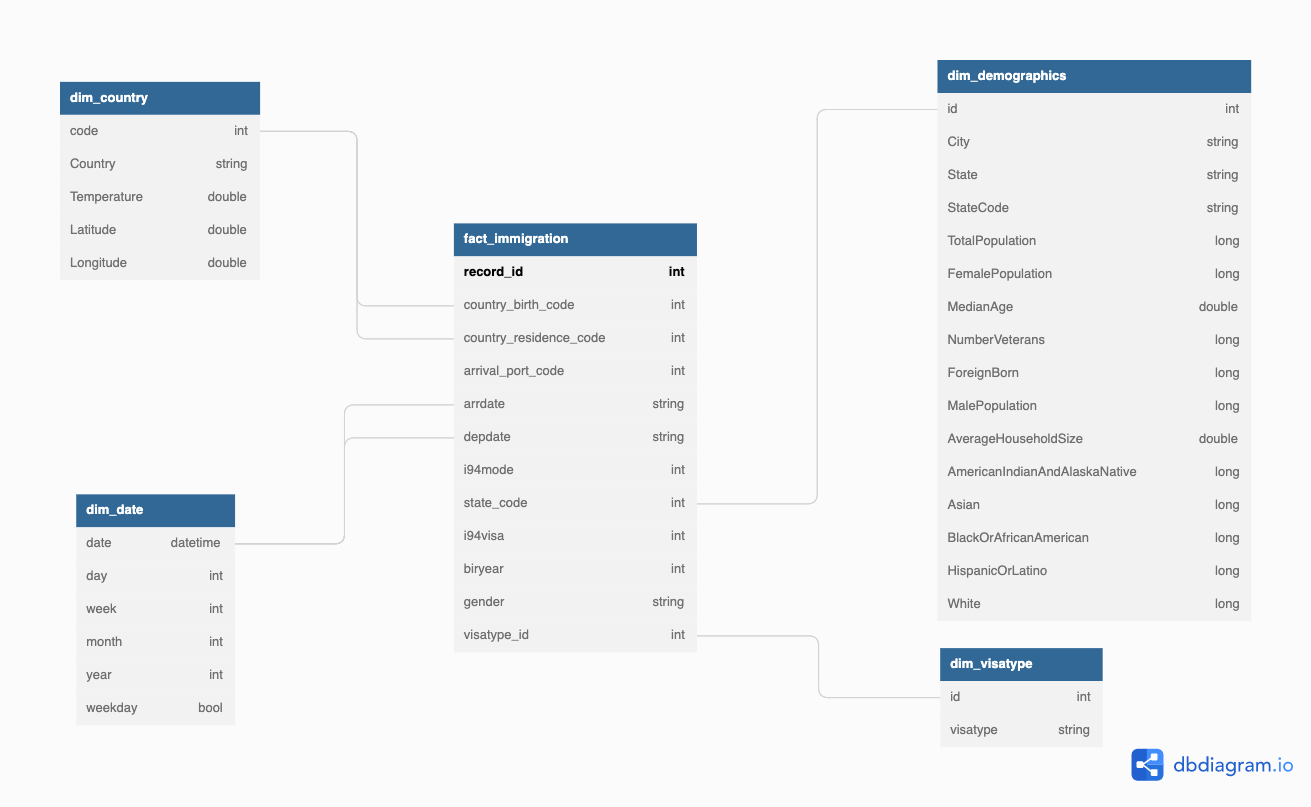 dim_country
code int
Country string
Temperature double
Latitude double
Longitude double
dim_date
date datetime
day int
week int
month int
year int
weekday bool
fact_immigration
record_id int
country_birth_code int
country_residence_code int
arrival_port_code int
arrdate string
depdate string
i94mode int
state_code int
i94visa int
biryear int
gender string
visatype_id int
dim_demographics
id int
City string
State string
StateCode string
TotalPopulation long
FemalePopulation long
MedianAge double
NumberVeterans long
ForeignBorn long
MalePopulation long
AverageHouseholdSize double
AmericanIndianAndAlaskaNative long
Asian long
BlackOrAfricanAmerican long
HispanicOrLatino long
White long
dim_visatype
id int
visatype string
dbdiagram.io